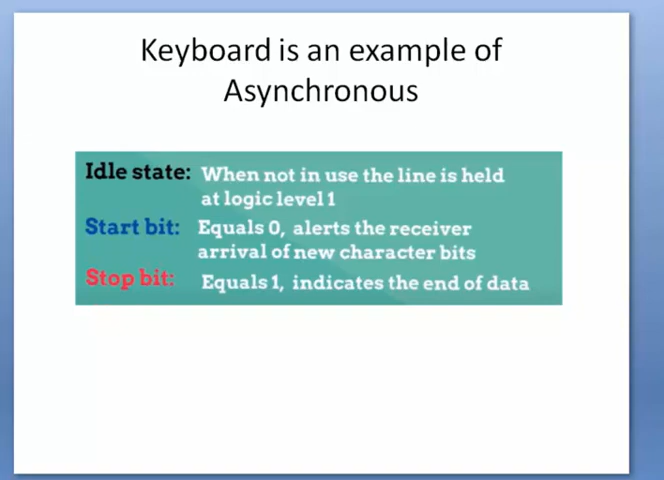 Keyboard is an example of
Asynchronous
Idle state: When not in use the line is held
at logic level 1
Start bit: Equals 0, alerts the receiver
arrival of new character bits
Stop bit: Equals 1, indicates the end of data